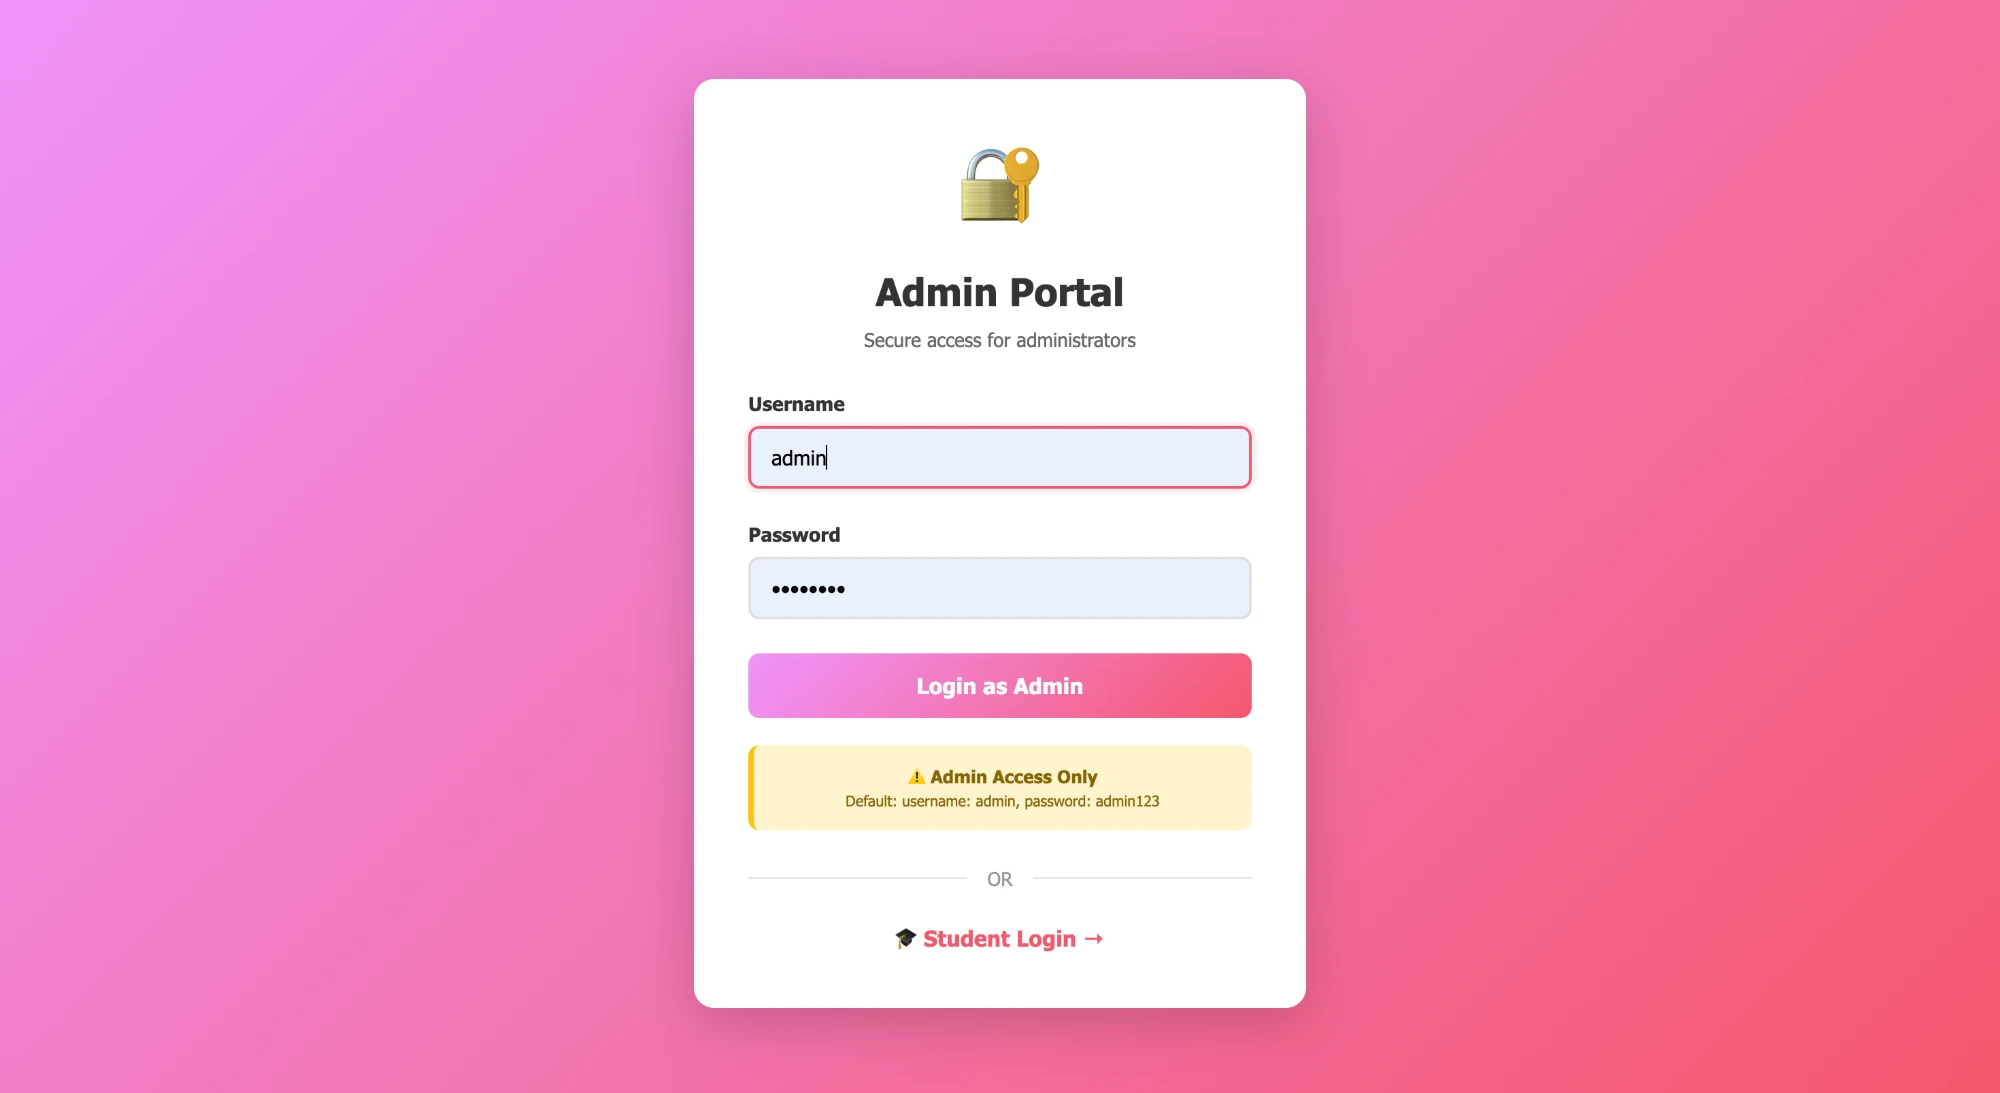 Admin Portal
Secure access for administrators
Username
admin
Password
••••••••
Login as Admin
⚠️ Admin Access Only
Default: username: admin, password: admin123
OR
🎓 Student Login →